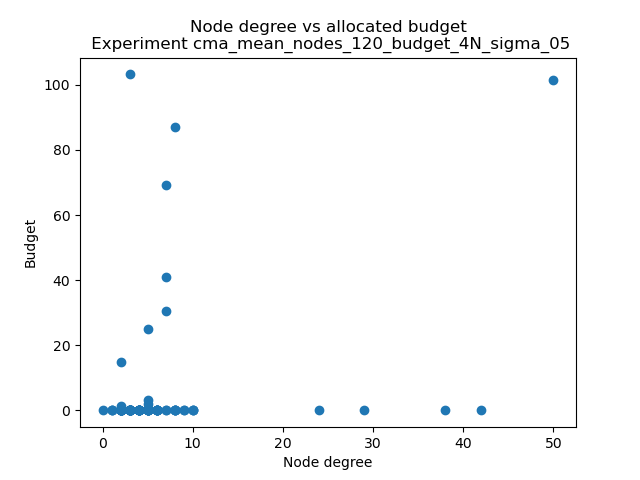 Node degree vs allocated budget
Experiment cma_mean_nodes_120_budget_4N_sigma_05
100
80
60
40
20
0
Budget
0 10 20 30 40 50
Node degree